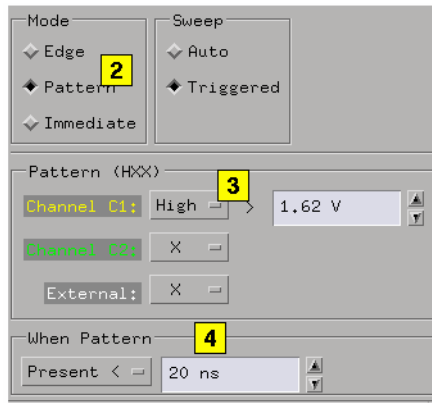 Mode
Edge
2
Pattern
Immediate
Sweep
Auto
Triggered
Pattern (HXX)
3
Channel C1: High > 1.62 V
Channel C2: X
External: X
When Pattern 4
Present < 20 ns